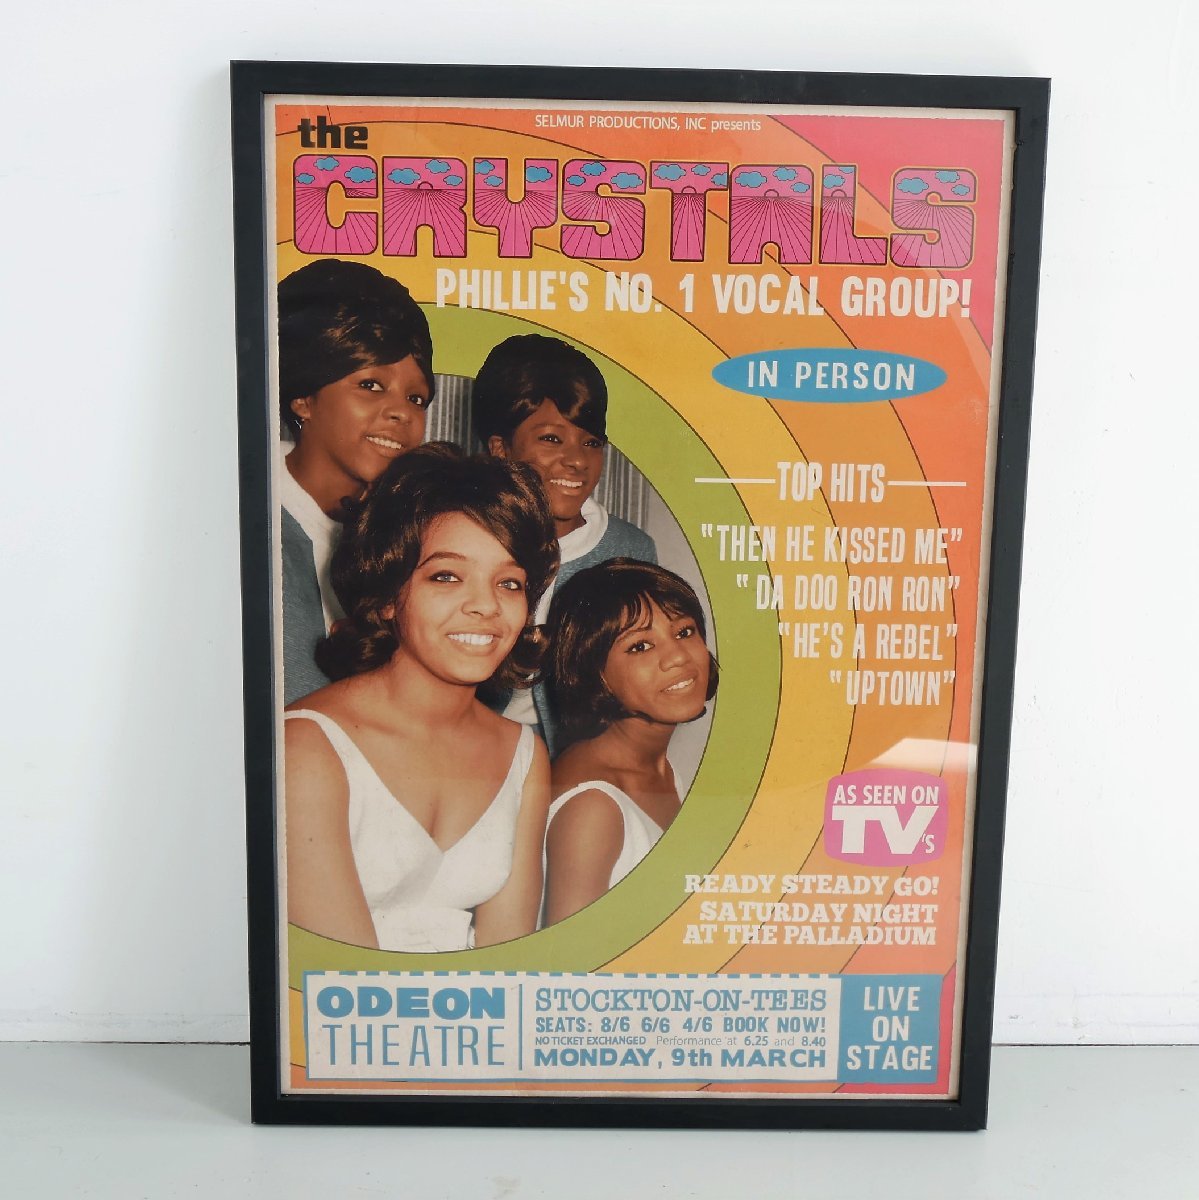 SELMUR PRODUCTIONS, INC presents
the
CRYSTALS
PHILLIE'S NO. 1 VOCAL GROUP!
IN PERSON
TOP HITS
"THEN HE KISSED ME"
"DA DOO RON RON"
"HE'S A REBEL"
"UPTOWN"
AS SEEN ON
TV'S
READY STEADY GO!
SATURDAY NIGHT
AT THE PALLADIUM
ODEON
THEATRE
STOCKTON-ON-TEES
SEATS: 8/6 6/6 4/6 BOOK NOW!
NO TICKET EXCHANGED Performance at 6.25 and 8.40
MONDAY, 9th MARCH
LIVE
ON
STAGE